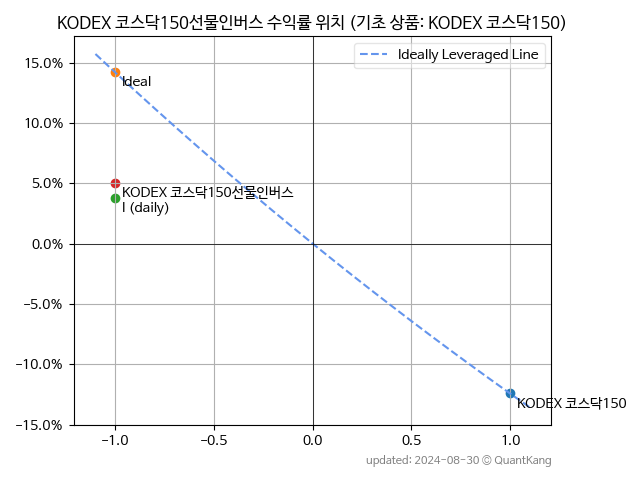 KODEX 코스닥150선물인버스 수익률 위치 (기초 상품: KODEX 코스닥150)
Ideally Leveraged Line
15.0%
Ideal
10.0%
5.0%
KODEX 코스닥150선물인버스
I (daily)
0.0%
−5.0%
−10.0%
KODEX 코스닥150
−15.0%
−1.0
−0.5
0.0
0.5
1.0
updated: 2024-08-30 © QuantKang